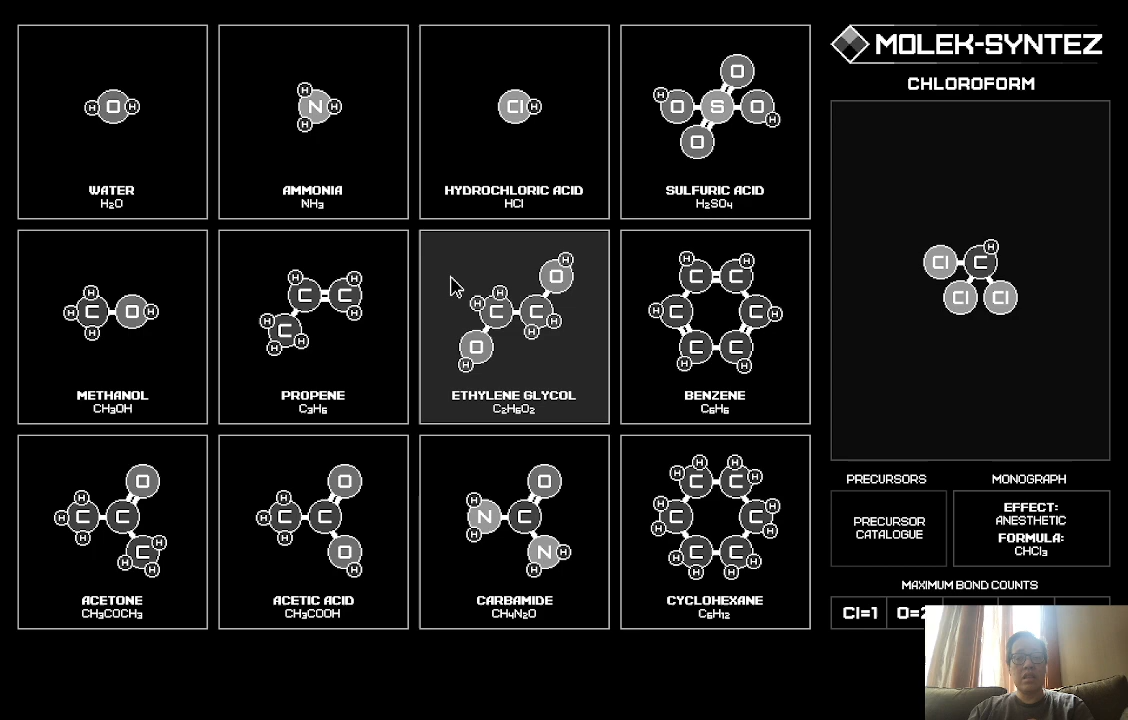 MOLEK-SYNTEZ
CHLOROFORM
H O H
WATER
H₂O
H
N H
H
AMMONIA
NH₃
Cl H
HYDROCHLORIC ACID
HCl
O
H O S O H
O
SULFURIC ACID
H₂SO₄
H
H C O H
H
METHANOL
CH₃OH
H H
C C
H C H
H H
PROPENE
C₃H₆
H
O
H H
C C H
H
O
H
ETHYLENE GLYCOL
C₂H₆O₂
H H
C C
H C C H
C C
H H
BENZENE
C₆H₆
O
H
H C C
H C H
H H
ACETONE
CH₃COCH₃
O
H
H C C
H O
H
ACETIC ACID
CH₃COOH
O
H
N C
H N H
H
CARBAMIDE
CH₄N₂O
H H
H C C H
H C C H
H H
C C
H H H H
CYCLOHEXANE
C₆H₁₂
H
Cl C
Cl Cl
PRECURSORS
PRECURSOR
CATALOGUE
MONOGRAPH
EFFECT:
ANESTHETIC
FORMULA:
CHCl₃
MAXIMUM BOND COUNTS
Cl=1 O=2